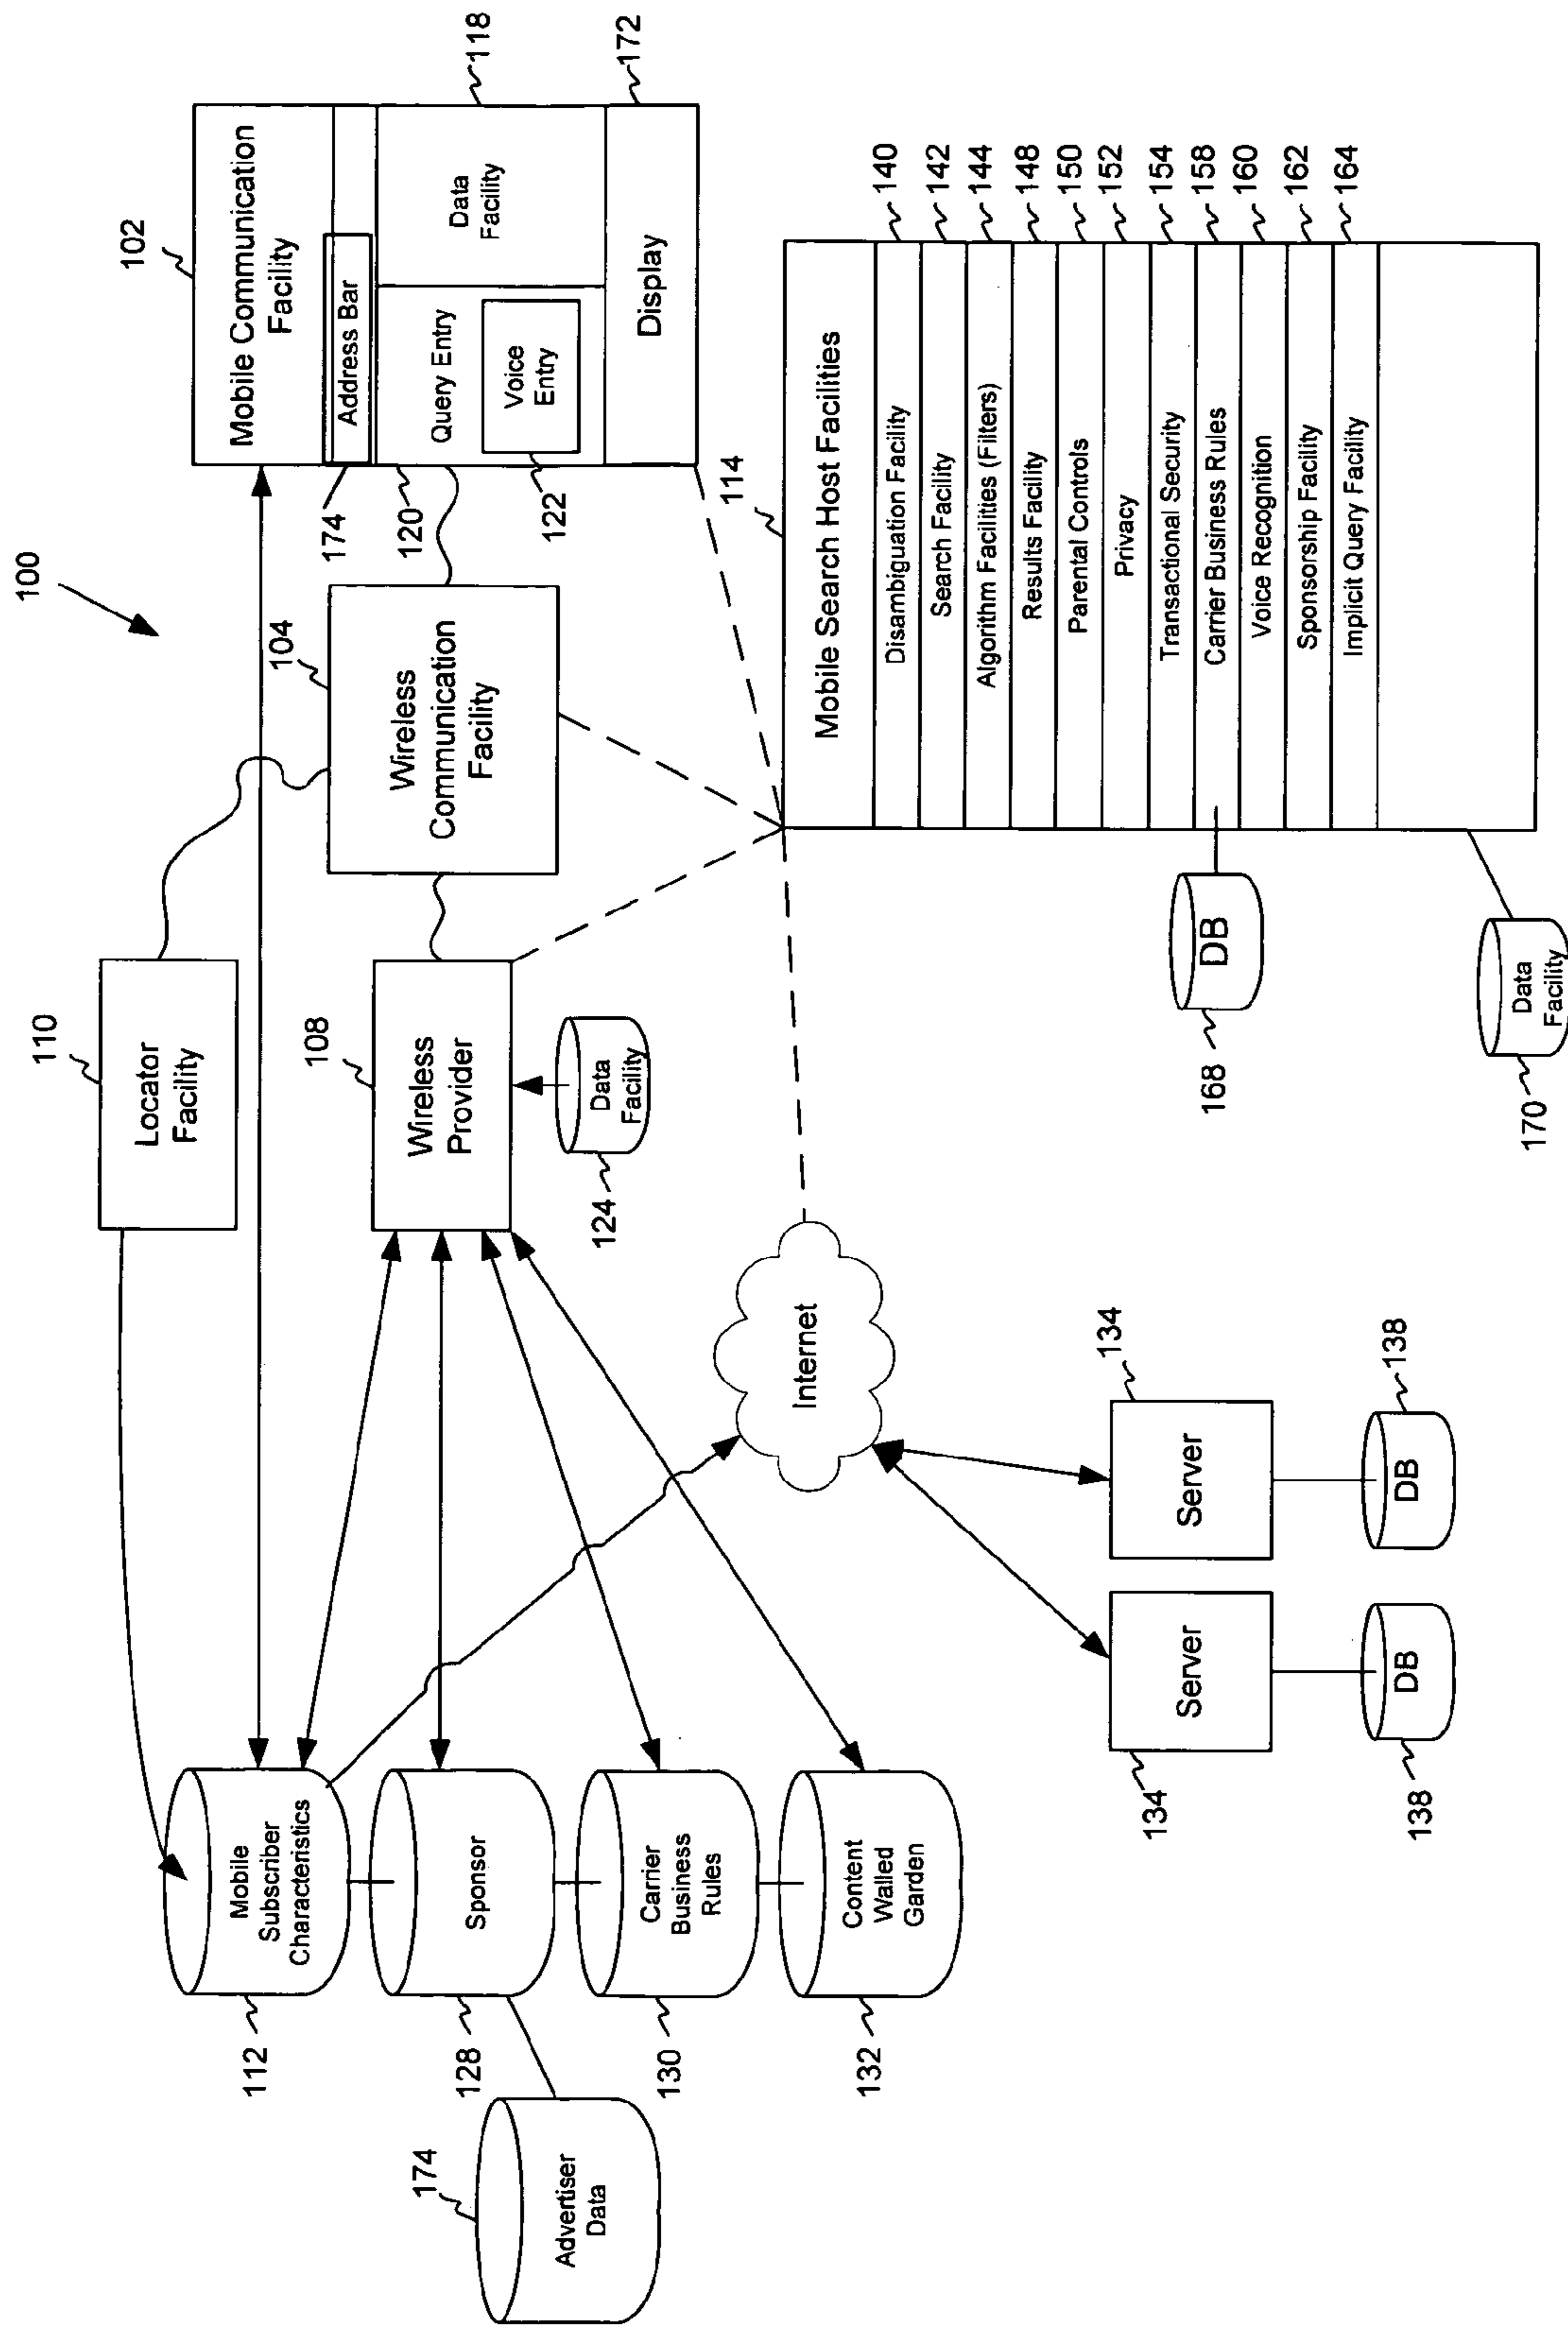 100
110
Locator
Facility
102
Mobile Communication
Facility
Address Bar
174
Query Entry
120
Voice
Entry
122
Data
Facility
118
Display
172
104
Wireless
Communication
Facility
108
Wireless
Provider
Data
Facility
124
112
Mobile
Subscriber
Characteristics
128
Sponsor
174
Advertiser
Data
130
Carrier
Business
Rules
132
Content
Walled
Garden
Internet
134
Server
138
DB
134
Server
138
DB
114
Mobile Search Host Facilities
Disambiguation Facility
140
Search Facility
142
Algorithm Facilities (Filters)
144
Results Facility
148
Parental Controls
150
Privacy
152
Transactional Security
154
Carrier Business Rules
158
Voice Recognition
160
Sponsorship Facility
162
Implicit Query Facility
164
DB
168
Data
Facility
170